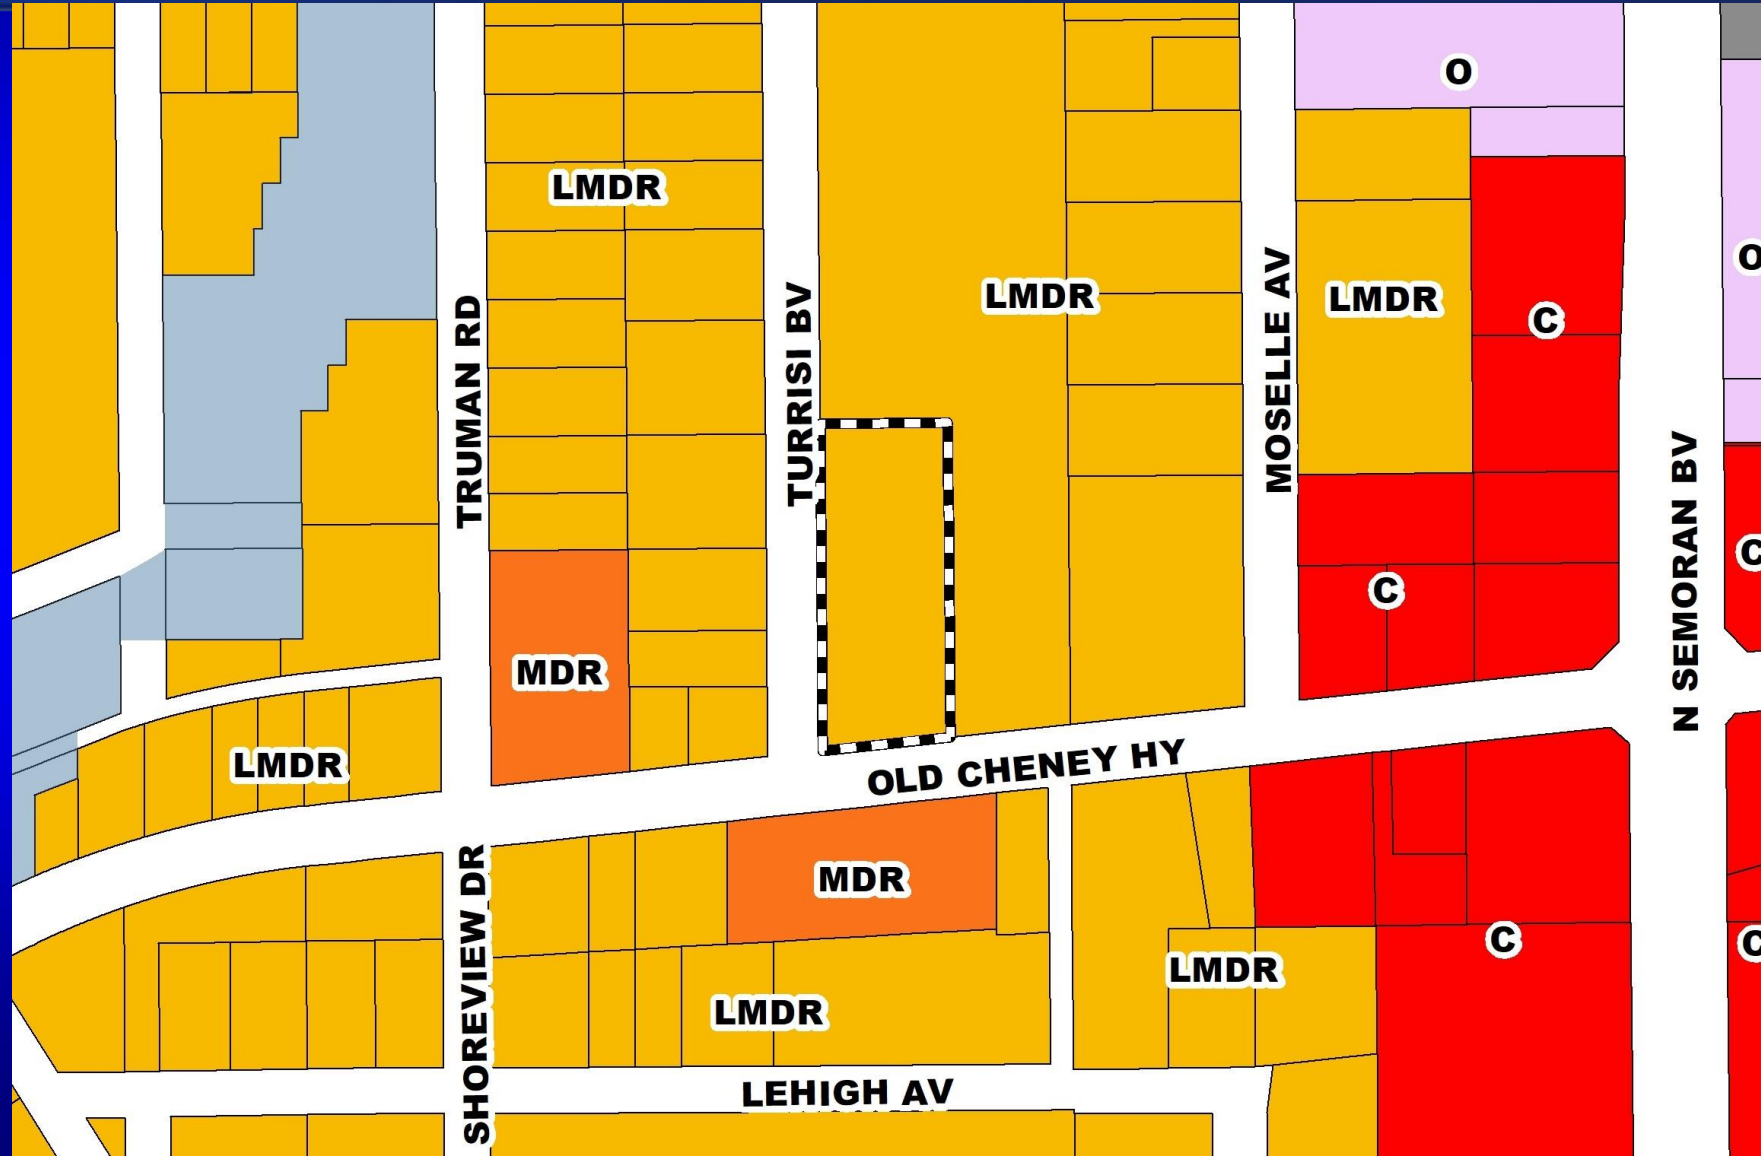 O
LMDR
O
LMDR
LMDR
C
TRUMAN RD
TURRISI BV
MOSELLE AV
N SEMORAN BV
C
C
MDR
LMDR
OLD CHENEY HY
MDR
C
C
LMDR
LMDR
SHOREVIEW DR
LEHIGH AV